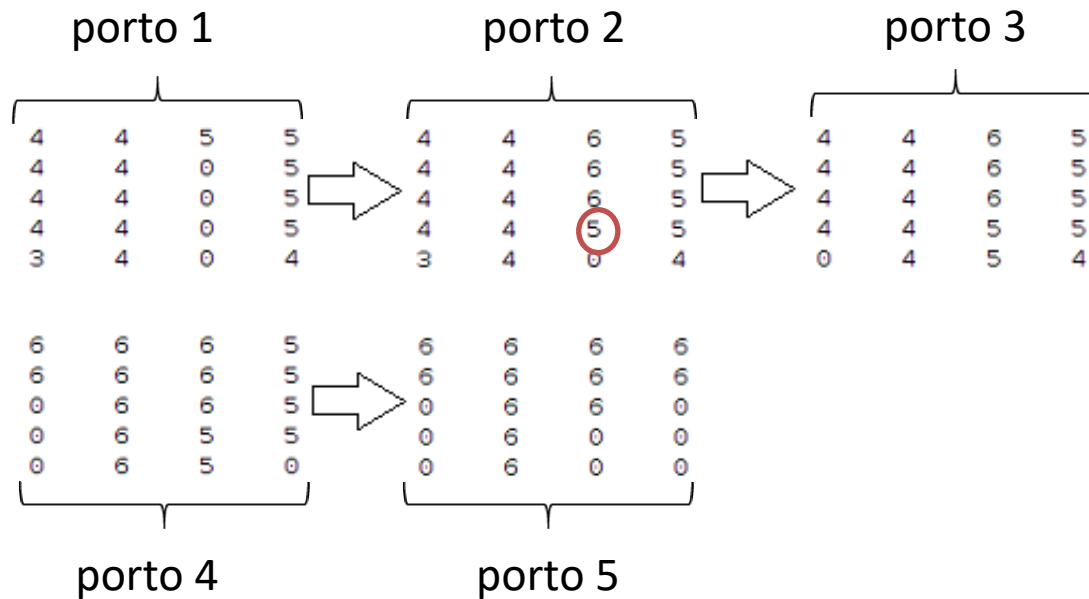 porto 1 porto 2 porto 3
4 4 5 5 4 4 6 5 4 4 6 5
4 4 0 5 4 4 6 5 4 4 6 5
4 4 0 5 4 4 6 5 4 4 6 5
4 4 0 5 4 4 5 5 4 4 5 5
3 4 0 4 3 4 0 4 0 4 5 4
6 6 6 5 6 6 6 6
6 6 6 5 6 6 6 6
0 6 6 5 0 6 6 0
0 6 5 5 0 6 0 0
0 6 5 0 0 6 0 0
porto 4 porto 5